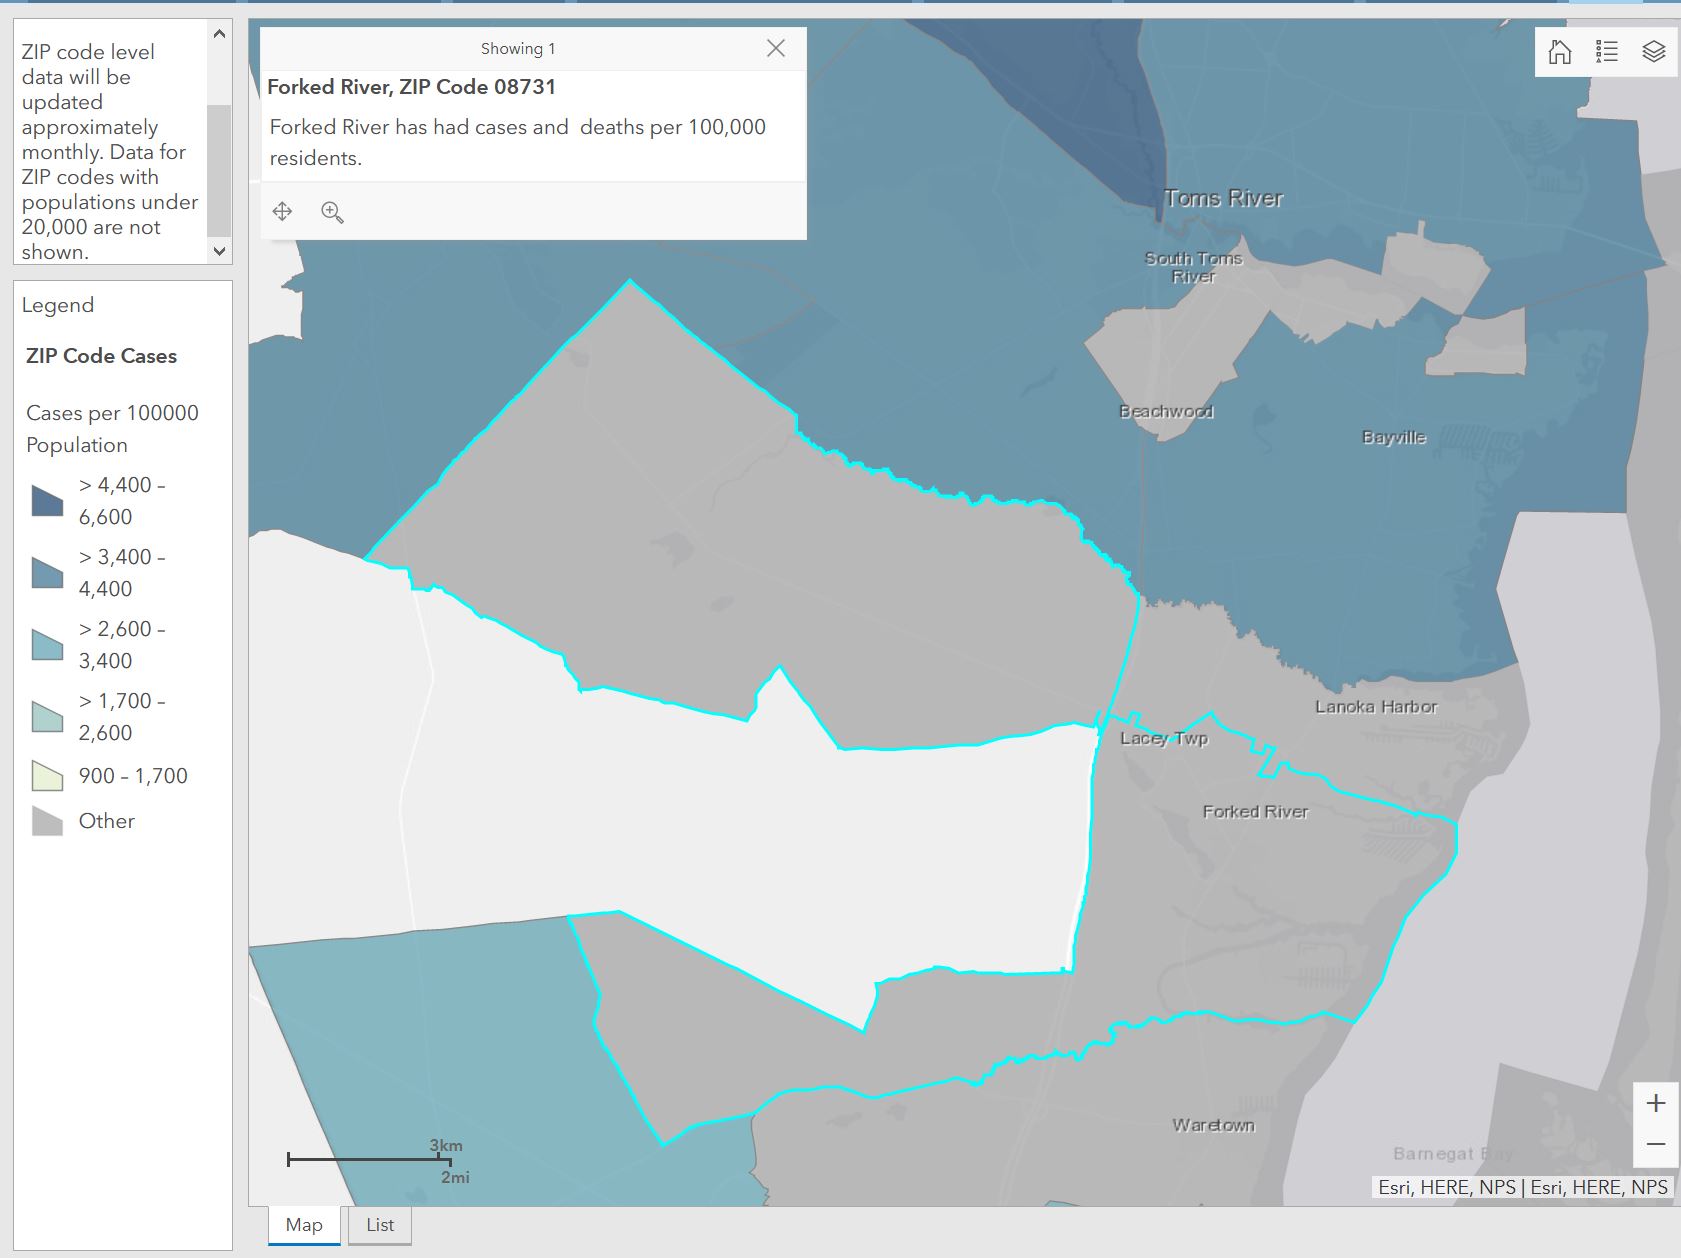 ZIP code level
data will be
updated
approximately
monthly. Data for
ZIP codes with
populations under
20,000 are not
shown.
Legend
ZIP Code Cases
Cases per 100000
Population
> 4,400 –
6,600
> 3,400 –
4,400
> 2,600 –
3,400
> 1,700 –
2,600
900 – 1,700
Other
Showing 1
Forked River, ZIP Code 08731
Forked River has had cases and  deaths per 100,000
residents.
Toms River
South Toms
River
Beachwood
Bayville
Lanoka Harbor
Lacey Twp
Forked River
Waretown
Barnegat Bay
3km
2mi
+
−
Esri, HERE, NPS | Esri, HERE, NPS
Map
List